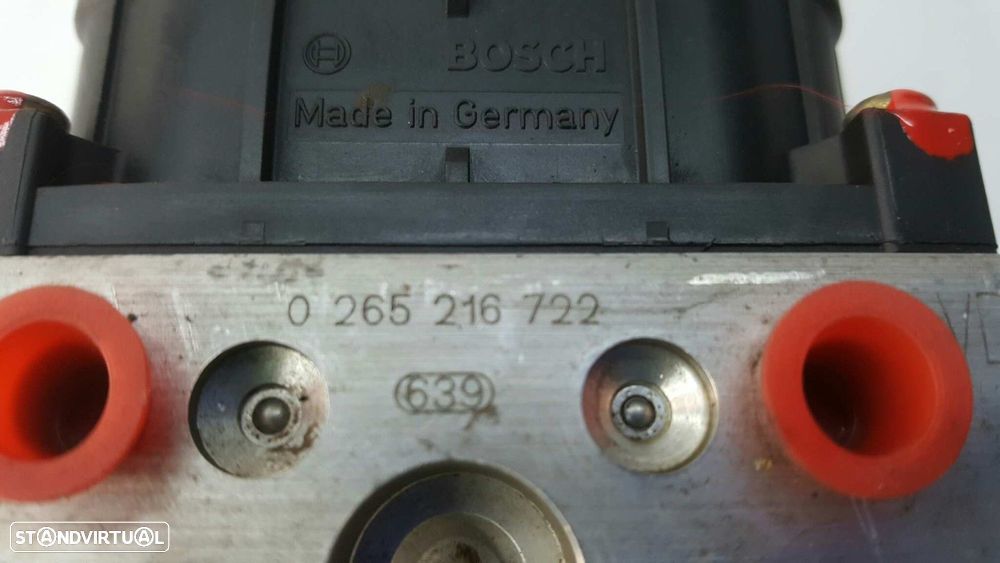 BOSCH
Made in Germany
0 265 216 722
639
STANDVIRTUAL